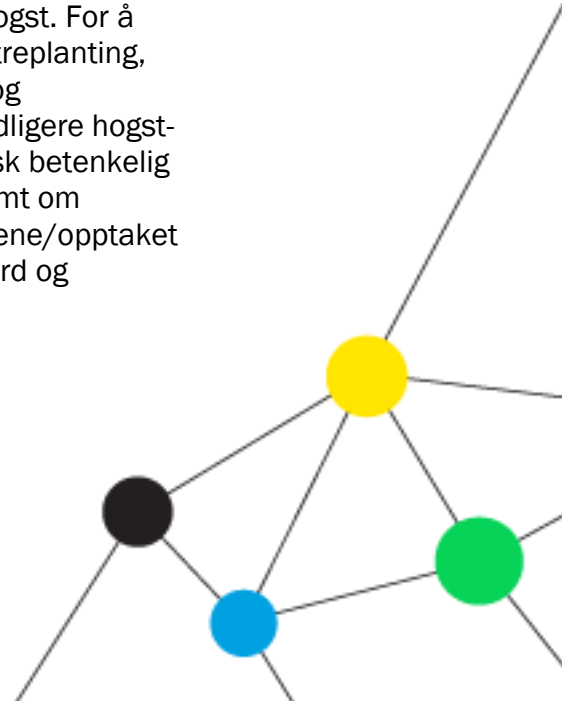 ogst. For å
treplanting,
og
dligere hogst-
sk betenkelig
mt om
ene/opptaket
rd og